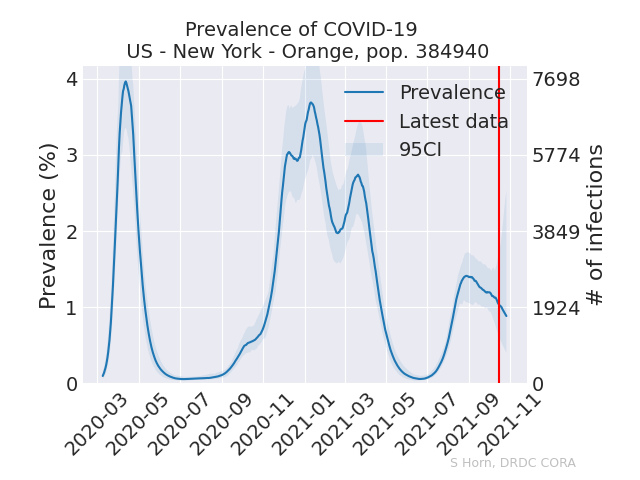 Prevalence of COVID-19
US - New York - Orange, pop. 384940
Prevalence (%)
4
3
2
1
0
Prevalence
Latest data
95CI
7698
5774
3849
1924
0
# of infections
2020-03
2020-05
2020-07
2020-09
2020-11
2021-01
2021-03
2021-05
2021-07
2021-09
2021-11
S Horn, DRDC CORA